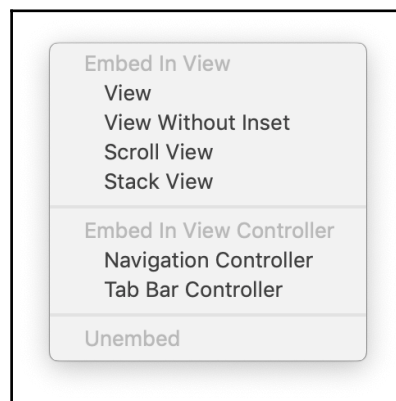 Embed In View
View
View Without Inset
Scroll View
Stack View
Embed In View Controller
Navigation Controller
Tab Bar Controller
Unembed